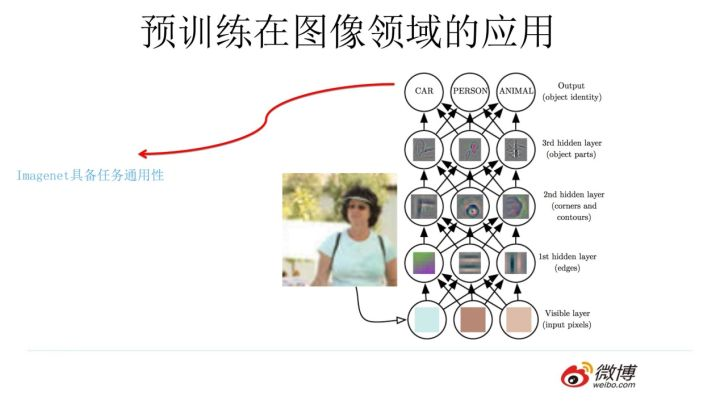 预训练在图像领域的应用
CAR
PERSON
ANIMAL
Output
(object identity)
3rd hidden layer
(object parts)
Imagenet具备任务通用性
2nd hidden layer
(corners and
contours)
1st hidden layer
(edges)
Visible layer
(input pixels)
微博
weibo.com